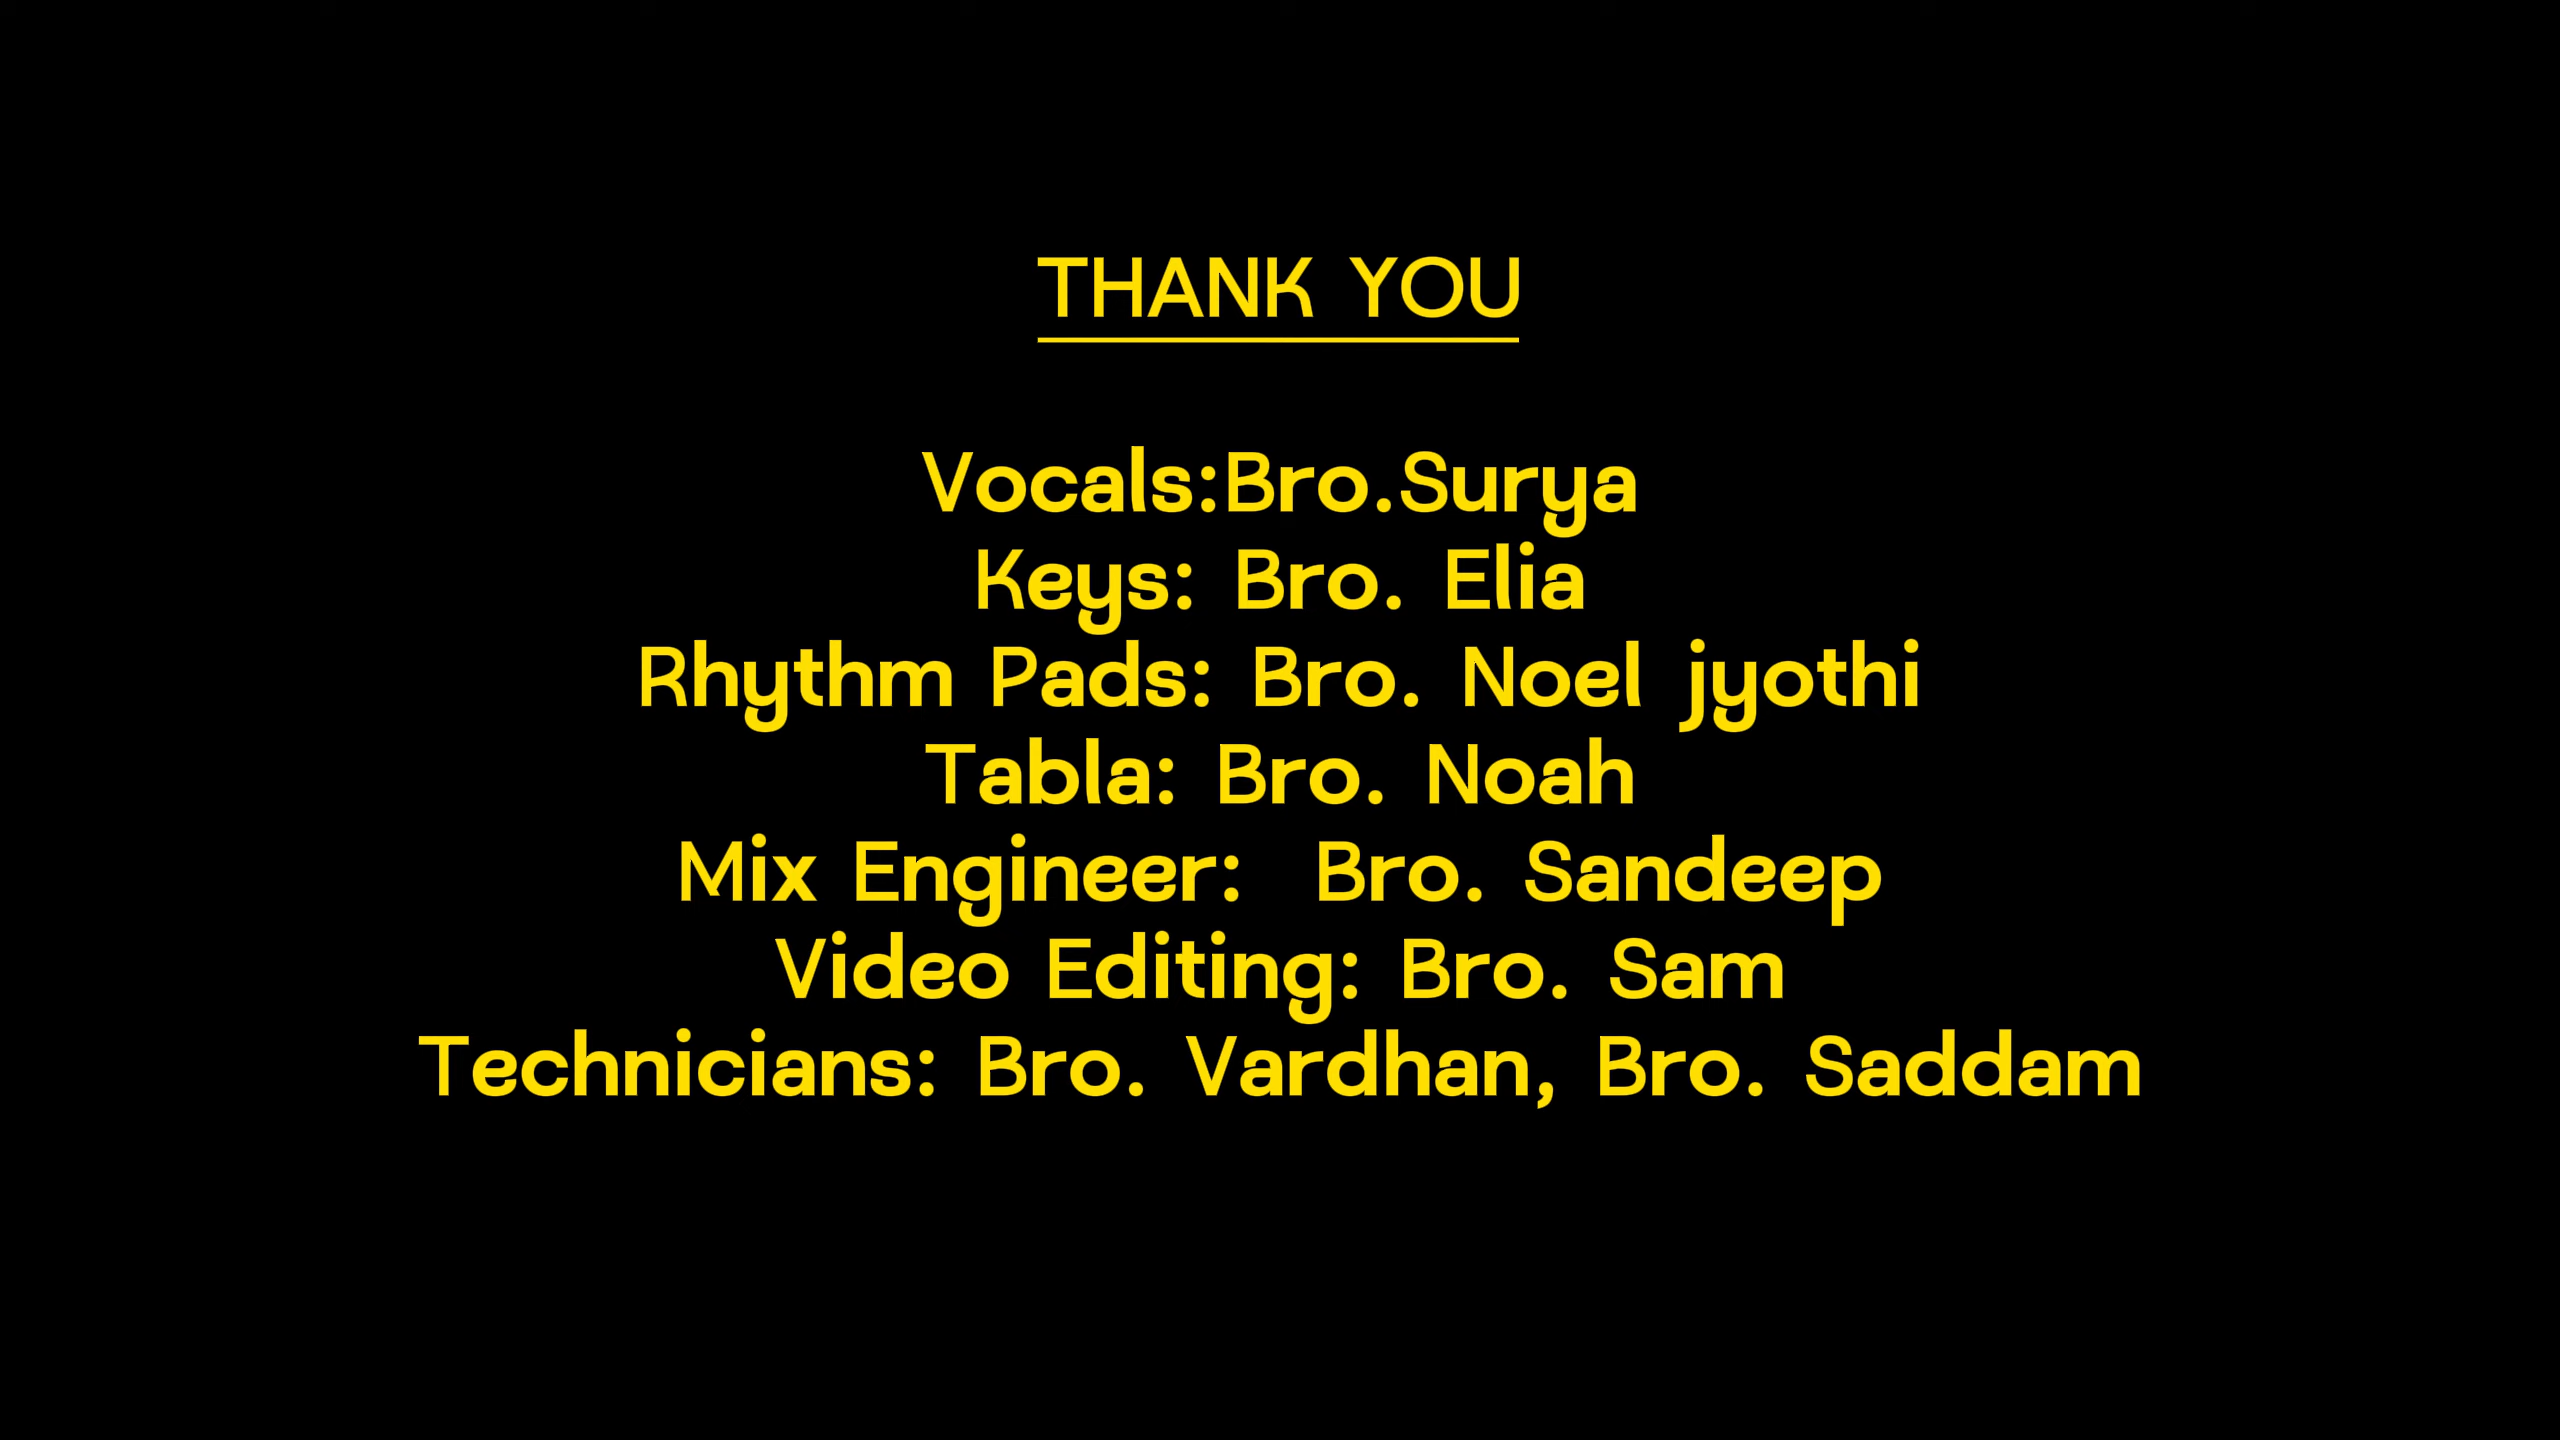 THANK YOU
Vocals:Bro.Surya
Keys: Bro. Elia
Rhythm Pads: Bro. Noel jyothi
Tabla: Bro. Noah
Mix Engineer:  Bro. Sandeep
Video Editing: Bro. Sam
Technicians: Bro. Vardhan, Bro. Saddam